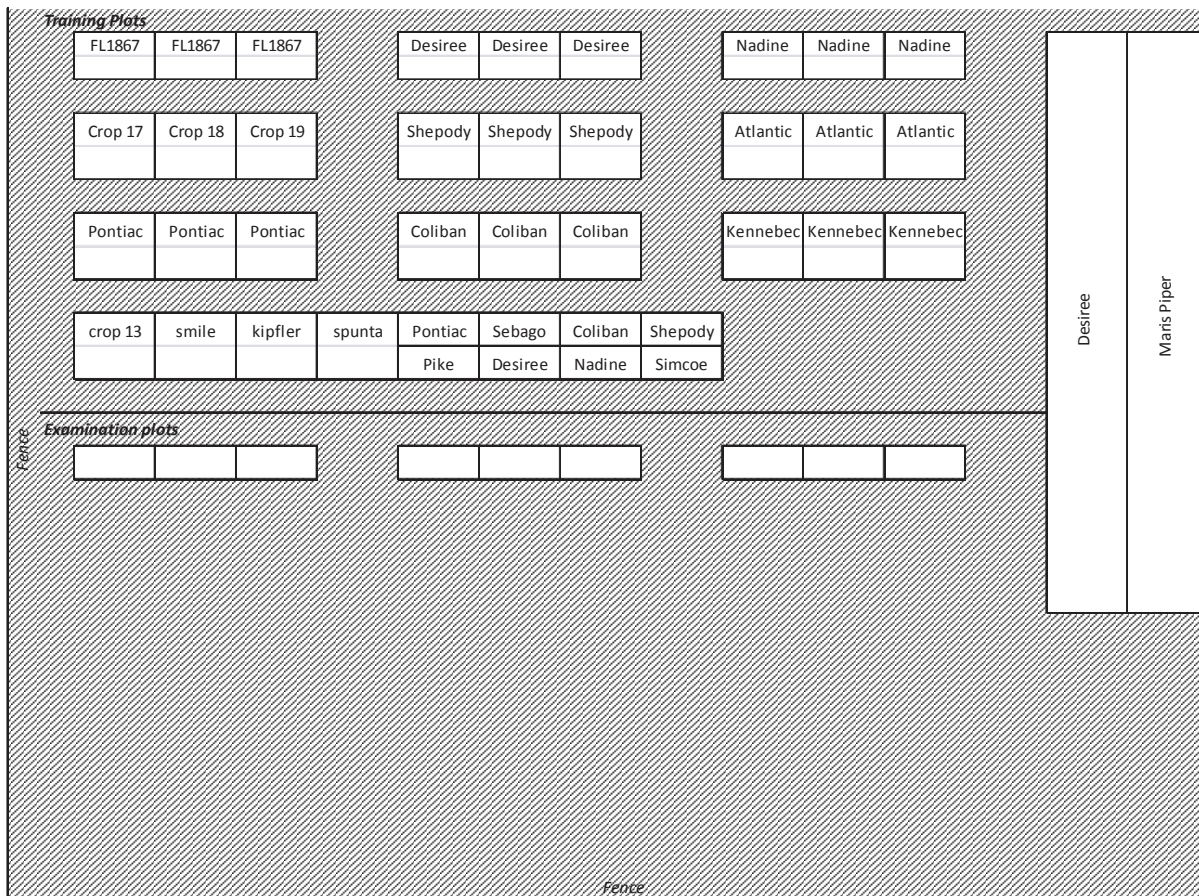 Training Plots
FL1867 FL1867 FL1867 Desiree Desiree Desiree Nadine Nadine Nadine
Crop 17 Crop 18 Crop 19 Shepody Shepody Shepody Atlantic Atlantic Atlantic
Pontiac Pontiac Pontiac Coliban Coliban Coliban Kennebec Kennebec Kennebec
crop 13 smile kipfler spunta Pontiac Sebago Coliban Shepody
Pike Desiree Nadine Simcoe
Desiree
Maris Piper
Examination plots
Fence
Fence